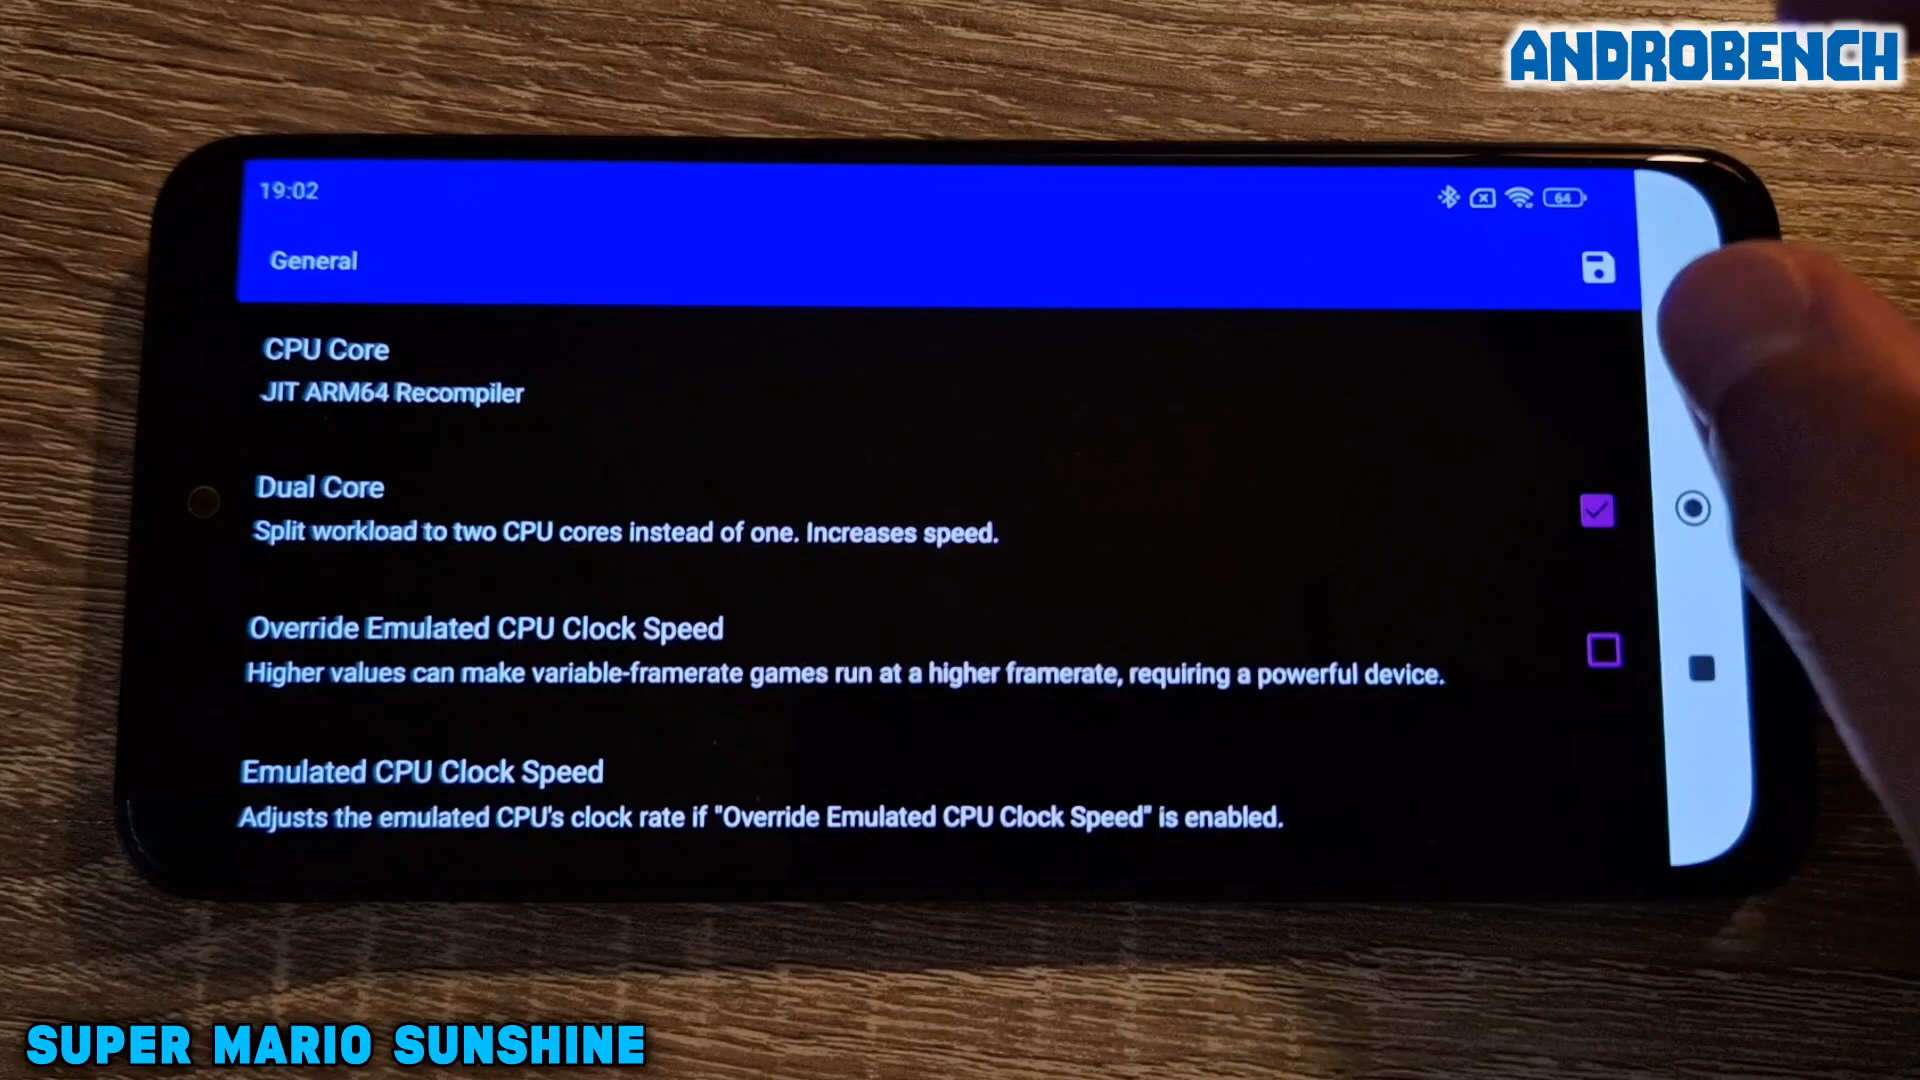 ANDROBENCH
19:02
64
General
CPU Core
JIT ARM64 Recompiler
Dual Core
Split workload to two CPU cores instead of one. Increases speed.
Override Emulated CPU Clock Speed
Higher values can make variable-framerate games run at a higher framerate, requiring a powerful device.
Emulated CPU Clock Speed
Adjusts the emulated CPU's clock rate if "Override Emulated CPU Clock Speed" is enabled.
SUPER MARIO SUNSHINE